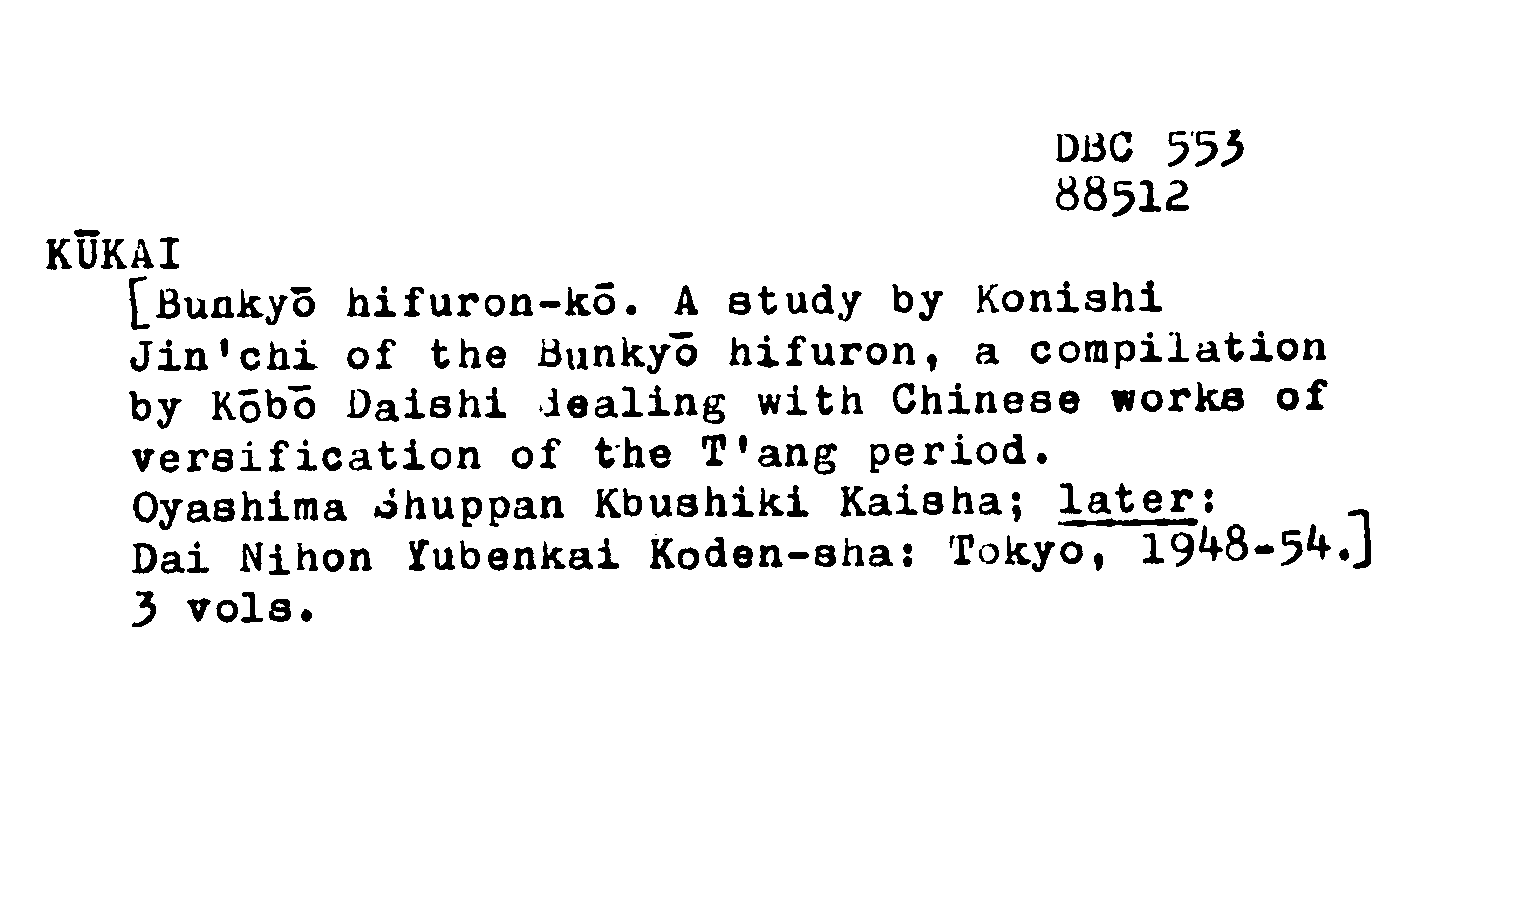 DBC 553
88512
KŪKAI
[Bunkyō hifuron-kō. A study by Konishi
Jin'chi of the Bunkyō hifuron, a compilation
by Kōbō Daishi dealing with Chinese works of
versification of the T'ang period.
Oyashima Shuppan Kbushiki Kaisha; later:
Dai Nihon Yubenkai Koden-sha: Tokyo, 1948-54.]
3 vols.